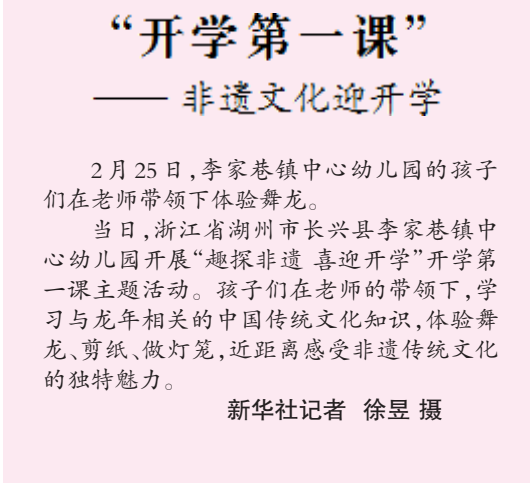 “开学第一课”
—— 非遗文化迎开学
2月25日,李家巷镇中心幼儿园的孩子
们在老师带领下体验舞龙。
当日,浙江省湖州市长兴县李家巷镇中
心幼儿园开展“趣探非遗 喜迎开学”开学第
一课主题活动。孩子们在老师的带领下,学
习与龙年相关的中国传统文化知识,体验舞
龙、剪纸、做灯笼,近距离感受非遗传统文化
的独特魅力。
新华社记者 徐昱 摄